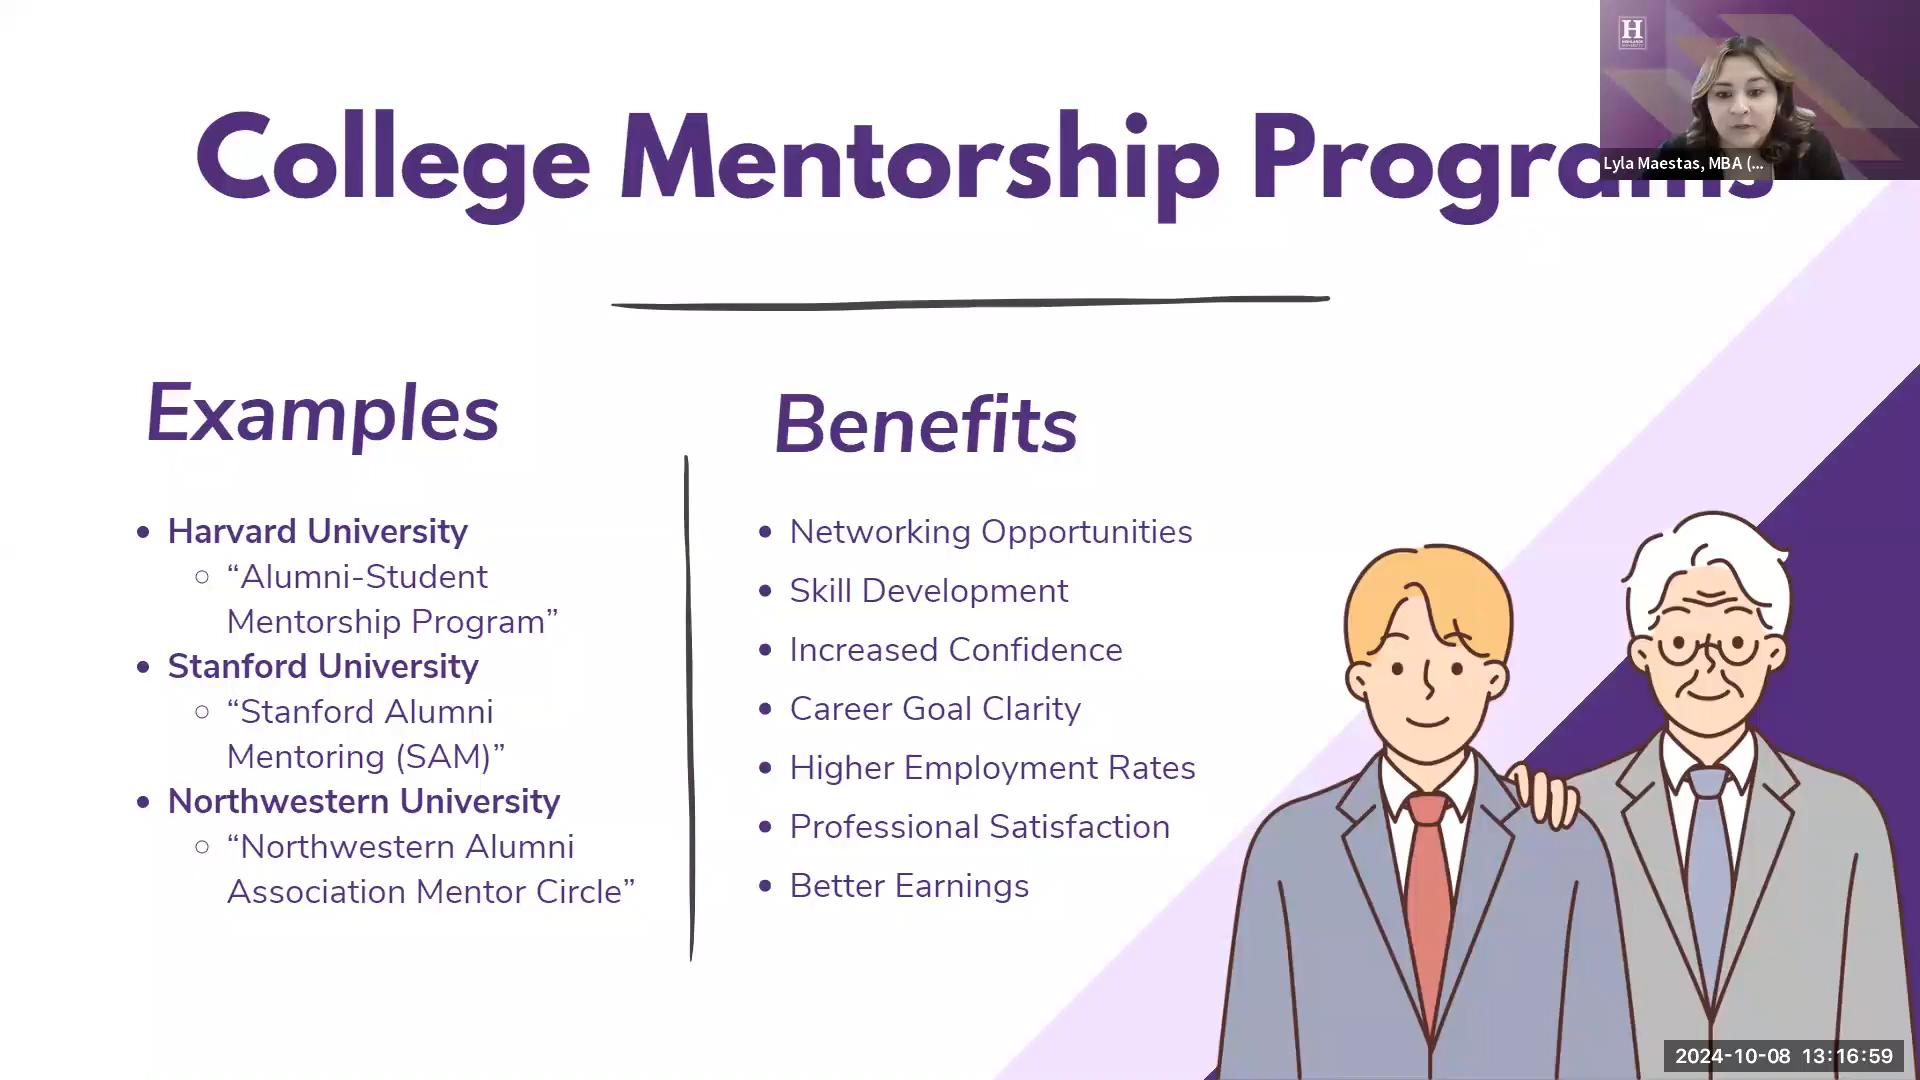 College Mentorship Programs
H
Lyla Maestas, MBA (...
Examples
• Harvard University
○ “Alumni-Student
Mentorship Program”
• Stanford University
○ “Stanford Alumni
Mentoring (SAM)”
• Northwestern University
○ “Northwestern Alumni
Association Mentor Circle”
Benefits
• Networking Opportunities
• Skill Development
• Increased Confidence
• Career Goal Clarity
• Higher Employment Rates
• Professional Satisfaction
• Better Earnings
2024-10-08 13:16:59